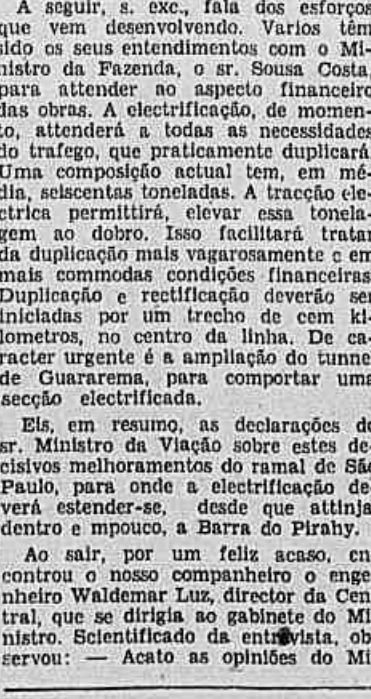 A seguir, s. exc., fala dos esforços
que vem desenvolvendo. Varios têm
sido os seus entendimentos com o Mi-
nistro da Fazenda, o sr. Sousa Costa,
para attender ao aspecto financeiro
das obras. A electrificação, de momen-
to, attenderá a todas as necessidades
do trafego, que praticamente duplicará.
Uma composição actual tem, em mé-
dia, seiscentas toneladas. A tracção ele-
ctrica permittirá, elevar essa tonela-
gem ao dobro. Isso facilitará tratar
da duplicação mais vagarosamente e em
mais commodas condições financeiras.
Duplicação e rectificação deverão ser
iniciadas por um trecho de cem ki-
lometros, no centro da linha. De ca-
racter urgente é a ampliação do tunnel
de Guararema, para comportar uma
secção electrificada.
Eis, em resumo, as declarações do
sr. Ministro da Viação sobre estes de-
cisivos melhoramentos do ramal de São
Paulo, para onde a electrificação de-
verá estender-se, desde que attinja
dentro e mpouco, a Barra do Pirahy.
Ao sair, por um feliz acaso, en-
controu o nosso companheiro o enge-
nheiro Waldemar Luz, director da Cen-
tral, que se dirigia ao gabinete do Mi-
nistro. Scientificado da entrevista, ob-
servou: — Acato as opiniões do Mi-